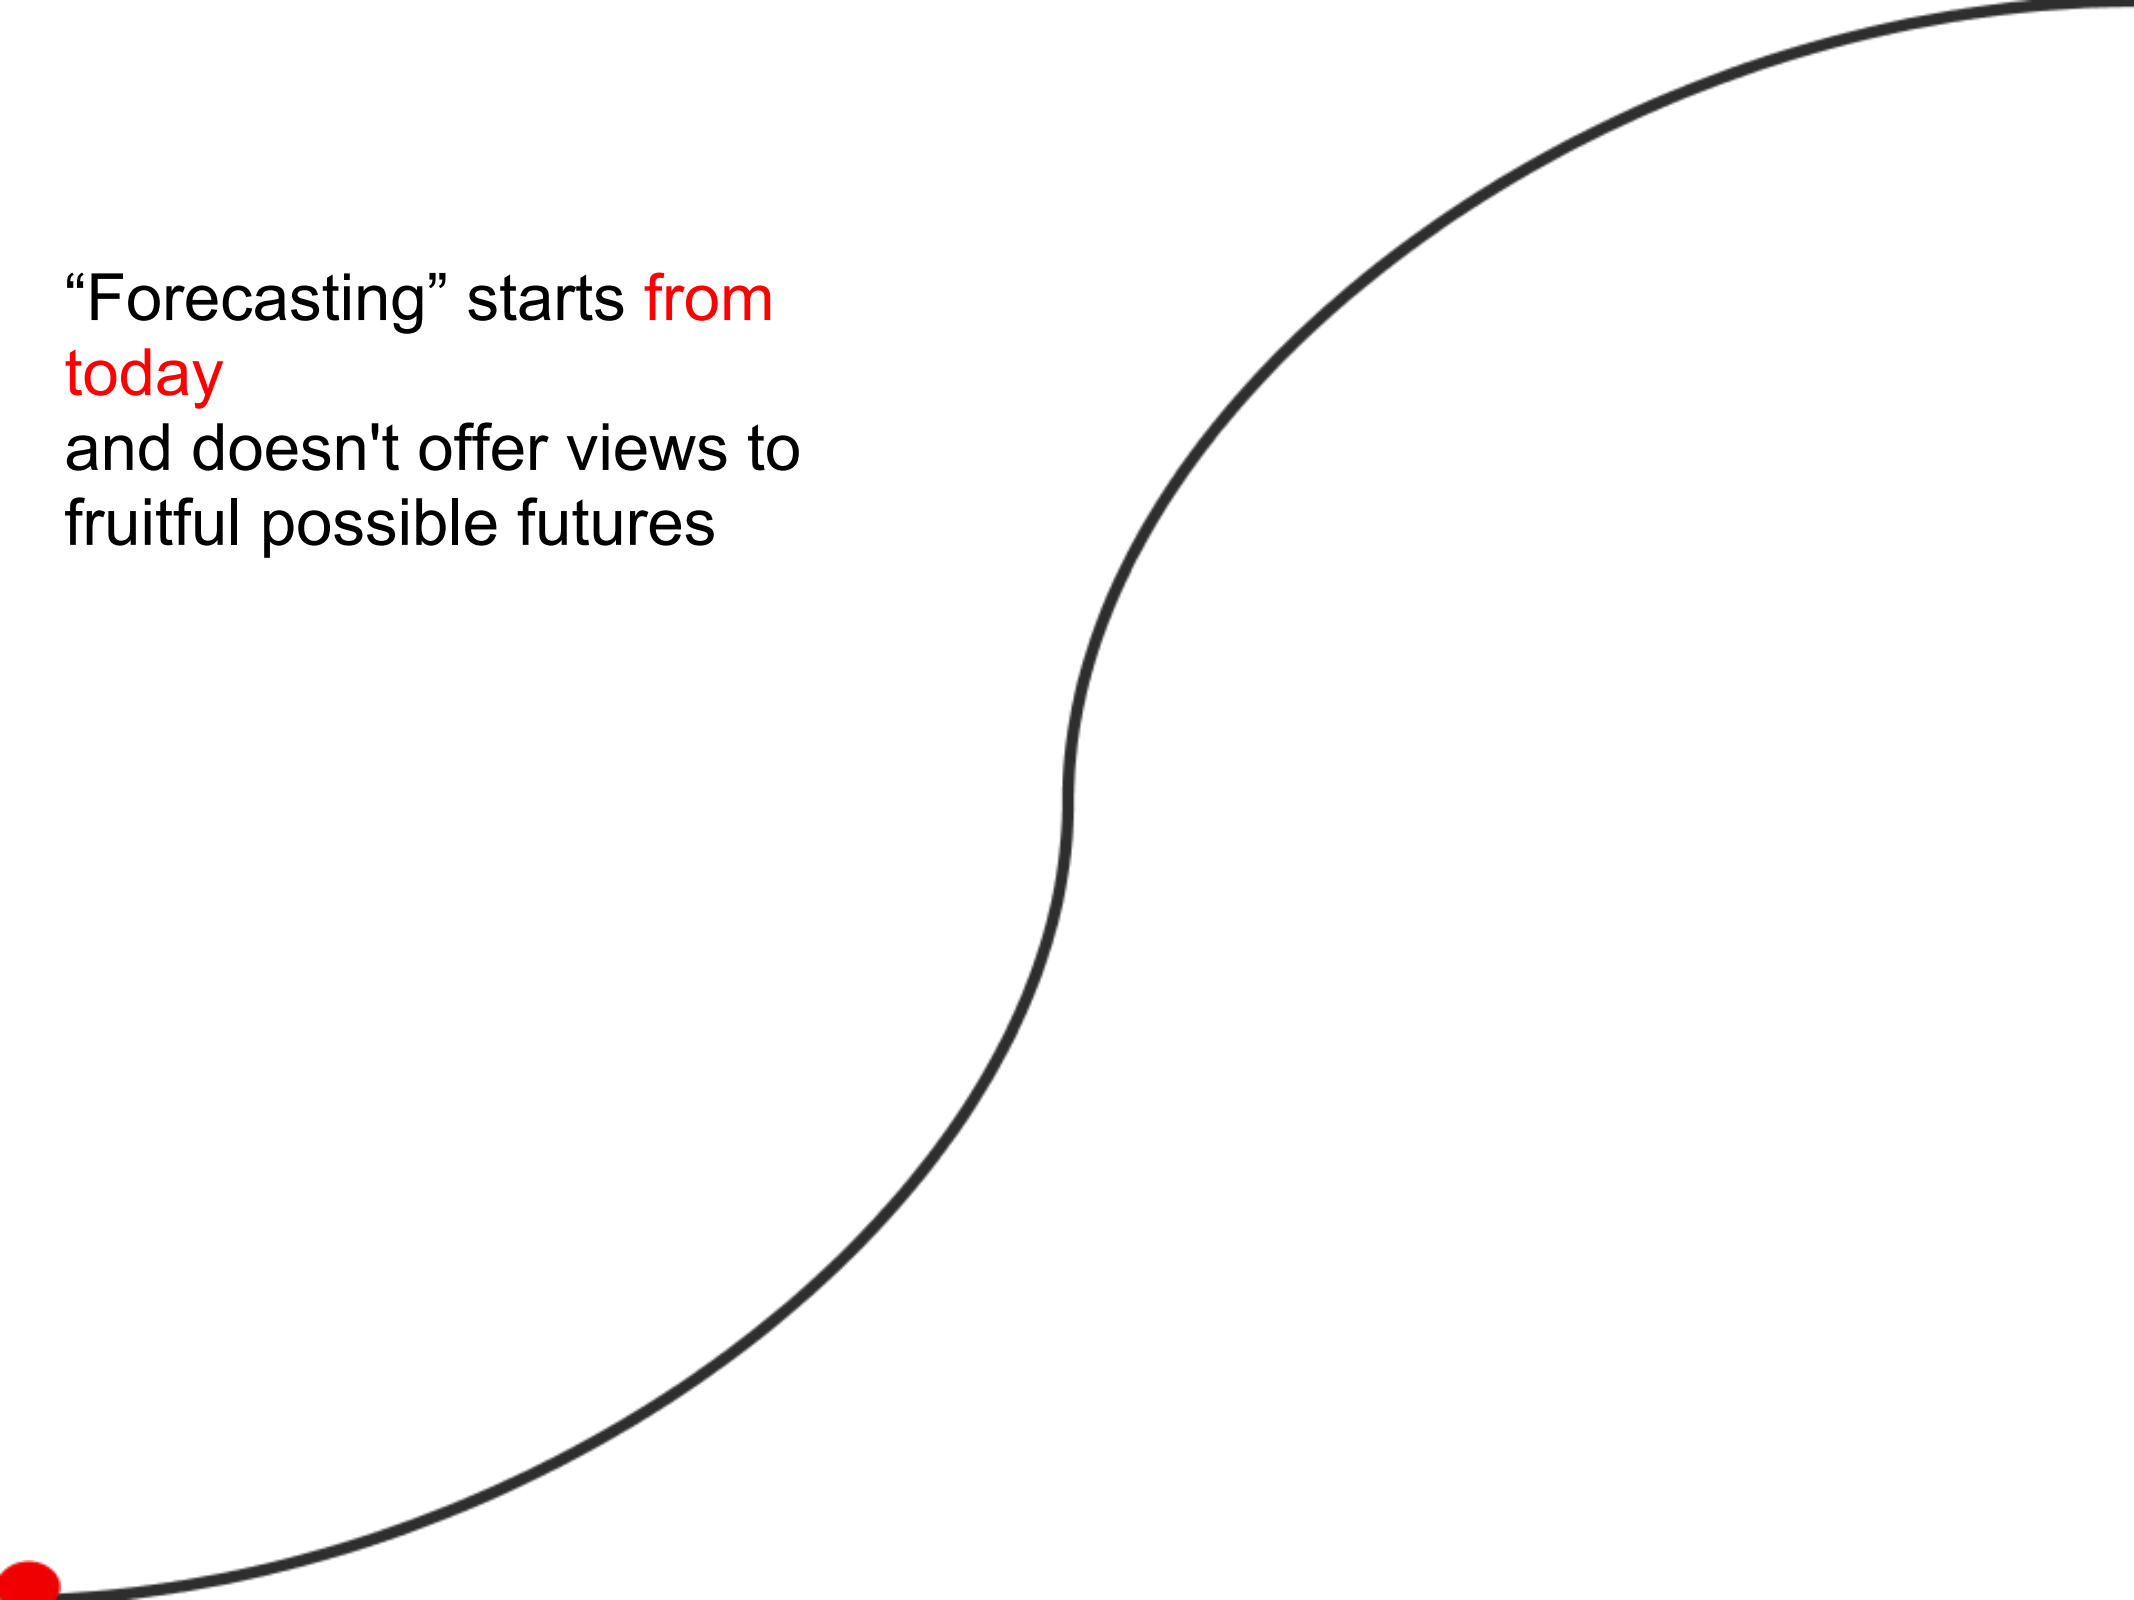 “Forecasting” starts from
today
and doesn't offer views to
fruitful possible futures